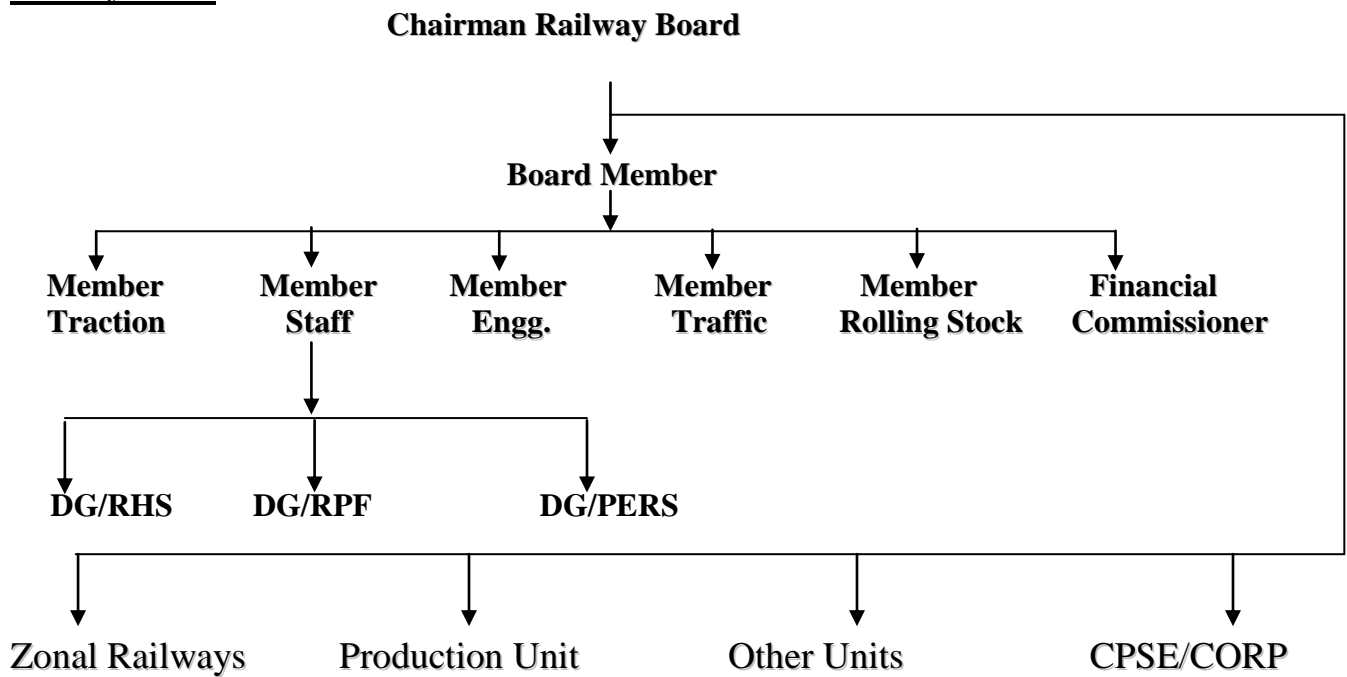 Chairman Railway Board
Board Member
Member Traction
Member Staff
Member Engg.
Member Traffic
Member Rolling Stock
Financial Commissioner
DG/RHS DG/RPF DG/PERS
Zonal Railways Production Unit Other Units CPSE/CORP